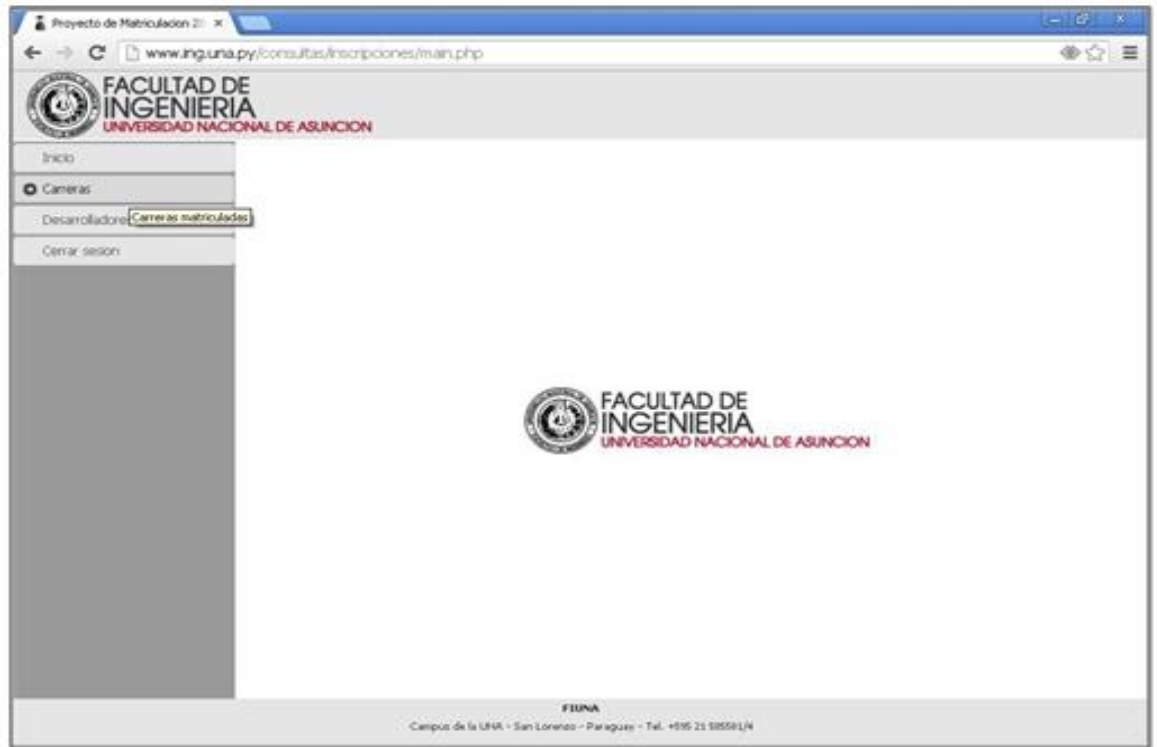 Proyecto de Matriculacion 2
www.ing.una.py/consultas/inscripciones/main.php
FACULTAD DE
INGENIERIA
UNIVERSIDAD NACIONAL DE ASUNCION
Inicio
Carreras
Desarrolladore
Carreras matriculadas
Cerrar sesion
FACULTAD DE
INGENIERIA
UNIVERSIDAD NACIONAL DE ASUNCION
FIUNA
Campus de la UNA - San Lorenzo - Paraguay - Tel. +595 21